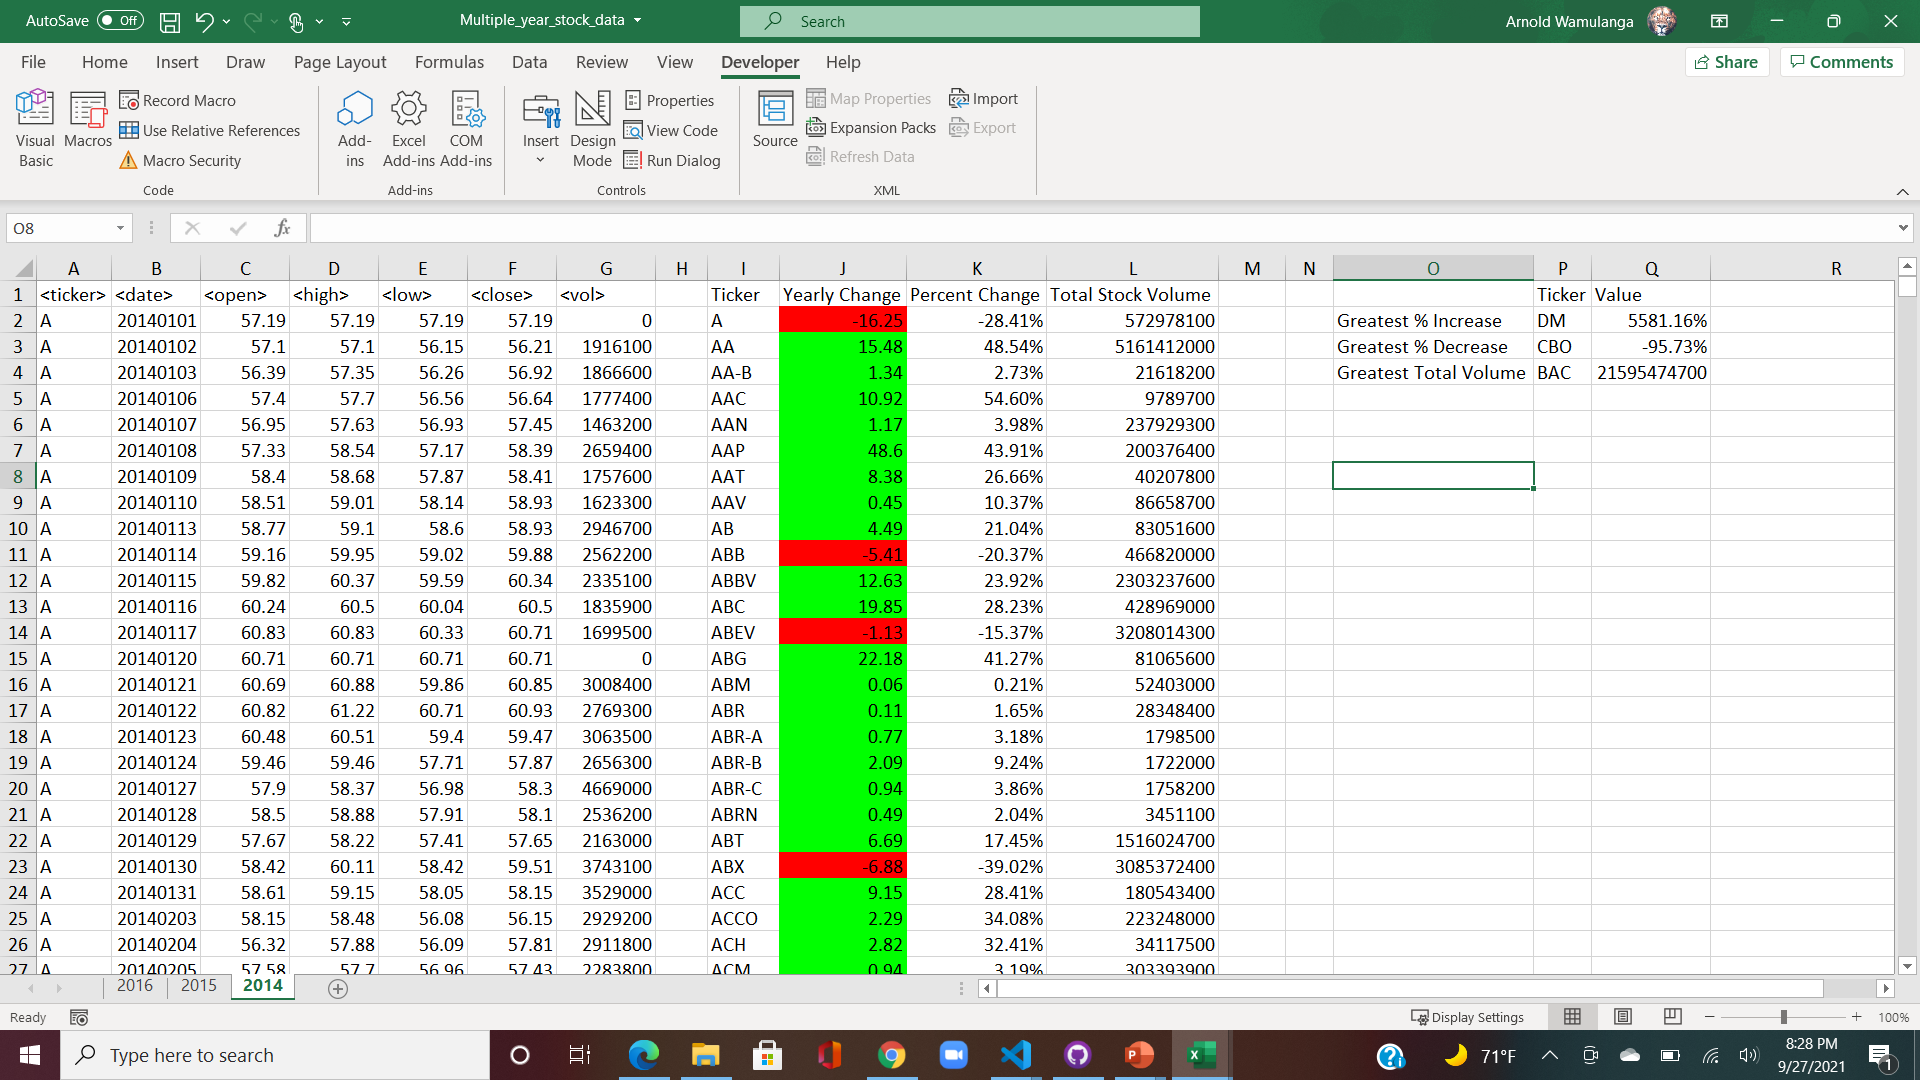 AutoSave Off Multiple_year_stock_data Search Arnold Wamulanga
File Home Insert Draw Page Layout Formulas Data Review View Developer Help Share Comments
Visual Basic
Macros
Record Macro
Use Relative References
Macro Security
Code
Add-ins
Excel Add-ins
COM Add-ins
Add-ins
Insert
Design Mode
Properties
View Code
Run Dialog
Controls
Source
Map Properties
Expansion Packs
Refresh Data
Import
Export
XML
O8 fx
A B C D E F G H I J K L M N O P Q R
1 <ticker> <date> <open> <high> <low> <close> <vol> Ticker Yearly Change Percent Change Total Stock Volume Ticker Value
2 A 20140101 57.19 57.19 57.19 57.19 0 A -16.25 -28.41% 572978100 Greatest % Increase DM 5581.16%
3 A 20140102 57.1 57.1 56.15 56.21 1916100 AA 15.48 48.54% 5161412000 Greatest % Decrease CBO -95.73%
4 A 20140103 56.39 57.35 56.26 56.92 1866600 AA-B 1.34 2.73% 21618200 Greatest Total Volume BAC 21595474700
5 A 20140106 57.4 57.7 56.56 56.64 1777400 AAC 10.92 54.60% 9789700
6 A 20140107 56.95 57.63 56.93 57.45 1463200 AAN 1.17 3.98% 237929300
7 A 20140108 57.33 58.54 57.17 58.39 2659400 AAP 48.6 43.91% 200376400
8 A 20140109 58.4 58.68 57.87 58.41 1757600 AAT 8.38 26.66% 40207800
9 A 20140110 58.51 59.01 58.14 58.93 1623300 AAV 0.45 10.37% 86658700
10 A 20140113 58.77 59.1 58.6 58.93 2946700 AB 4.49 21.04% 83051600
11 A 20140114 59.16 59.95 59.02 59.88 2562200 ABB -5.41 -20.37% 466820000
12 A 20140115 59.82 60.37 59.59 60.34 2335100 ABBV 12.63 23.92% 2303237600
13 A 20140116 60.24 60.5 60.04 60.5 1835900 ABC 19.85 28.23% 428969000
14 A 20140117 60.83 60.83 60.33 60.71 1699500 ABEV -1.13 -15.37% 3208014300
15 A 20140120 60.71 60.71 60.71 60.71 0 ABG 22.18 41.27% 81065600
16 A 20140121 60.69 60.88 59.86 60.85 3008400 ABM 0.06 0.21% 52403000
17 A 20140122 60.82 61.22 60.71 60.93 2769300 ABR 0.11 1.65% 28348400
18 A 20140123 60.48 60.51 59.4 59.47 3063500 ABR-A 0.77 3.18% 1798500
19 A 20140124 59.46 59.46 57.71 57.87 2656300 ABR-B 2.09 9.24% 1722000
20 A 20140127 57.9 58.37 56.98 58.3 4669000 ABR-C 0.94 3.86% 1758200
21 A 20140128 58.5 58.88 57.91 58.1 2536200 ABRN 0.49 2.04% 3451100
22 A 20140129 57.67 58.22 57.41 57.65 2163000 ABT 6.69 17.45% 1516024700
23 A 20140130 58.42 60.11 58.42 59.51 3743100 ABX -6.88 -39.02% 3085372400
24 A 20140131 58.61 59.15 58.05 58.15 3529000 ACC 9.15 28.41% 180543400
25 A 20140203 58.15 58.48 56.08 56.15 2929200 ACCO 2.29 34.08% 223248000
26 A 20140204 56.32 57.88 56.09 57.81 2911800 ACH 2.82 32.41% 34117500
27 A 20140205 57.58 57.7 56.96 57.43 2283800 ACM 0.94 3.19% 303393900
2016 2015 2014
Ready Display Settings 100%
Type here to search 71°F 8:28 PM
9/27/2021 1